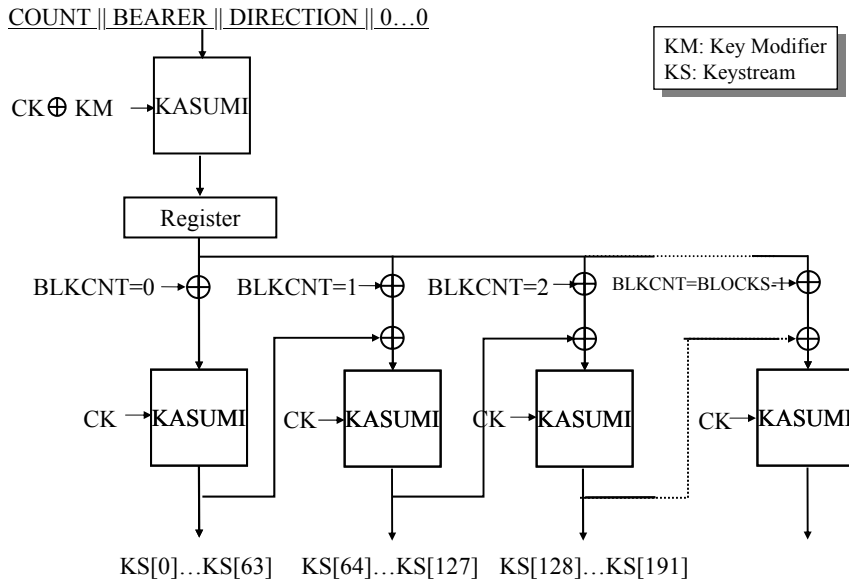 COUNT || BEARER || DIRECTION || 0…0
KM: Key Modifier
KS: Keystream
CK ⊕ KM
KASUMI
Register
BLKCNT=0
BLKCNT=1
BLKCNT=2
BLKCNT=BLOCKS-1
CK
KASUMI
CK
KASUMI
CK
KASUMI
CK
KASUMI
KS[0]…KS[63]
KS[64]…KS[127]
KS[128]…KS[191]